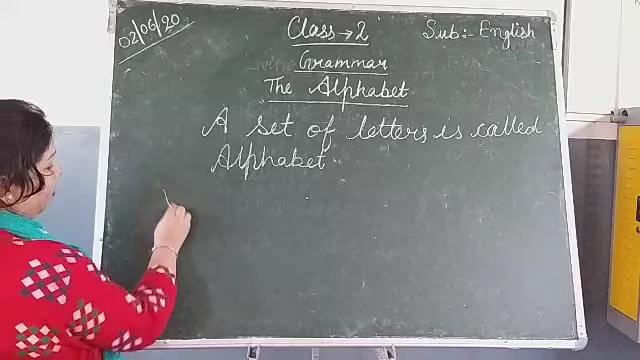 02/06/20
Class → 2
Sub:- English
Grammar
The Alphabet
A set of letters is called
Alphabet.